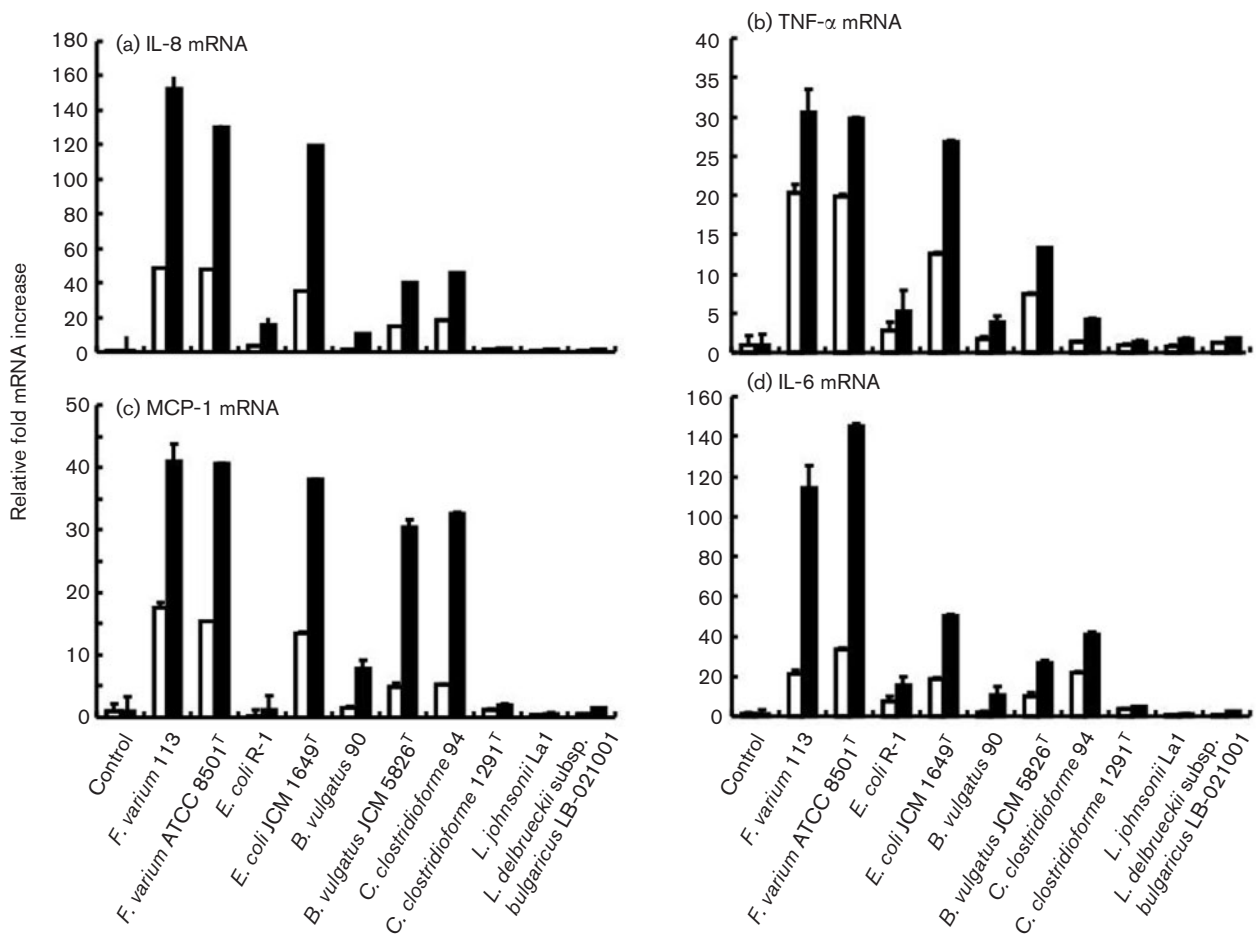 (a) IL-8 mRNA
180
160
140
120
100
80
60
40
20
0
(b) TNF-α mRNA
40
35
30
25
20
15
10
5
0
Relative fold mRNA increase
(c) MCP-1 mRNA
50
40
30
20
10
0
(d) IL-6 mRNA
160
140
120
100
80
60
40
20
0
Control
F. varium 113
F. varium ATCC 8501ᵀ
E. coli R-1
E. coli JCM 1649ᵀ
B. vulgatus 90
B. vulgatus JCM 5826ᵀ
C. clostridioforme 94
C. clostridioforme 1291ᵀ
L. johnsonii La1
L. delbrueckii subsp.
bulgaricus LB-021001
Control
F. varium 113
F. varium ATCC 8501ᵀ
E. coli R-1
E. coli JCM 1649ᵀ
B. vulgatus 90
B. vulgatus JCM 5826ᵀ
C. clostridioforme 94
C. clostridioforme 1291ᵀ
L. johnsonii La1
L. delbrueckii subsp.
bulgaricus LB-021001